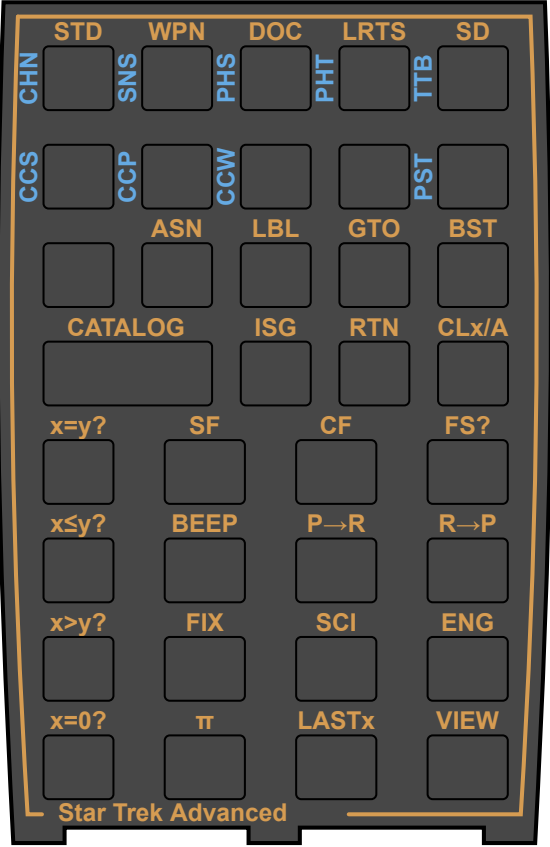 STD WPN DOC LRTS SD
CHN SNS PHS PHT TTB
CCS CCP CCW PST
ASN LBL GTO BST
CATALOG ISG RTN CLx/A
x=y? SF CF FS?
x≤y? BEEP P→R R→P
x>y? FIX SCI ENG
x=0? π LASTx VIEW
Star Trek Advanced